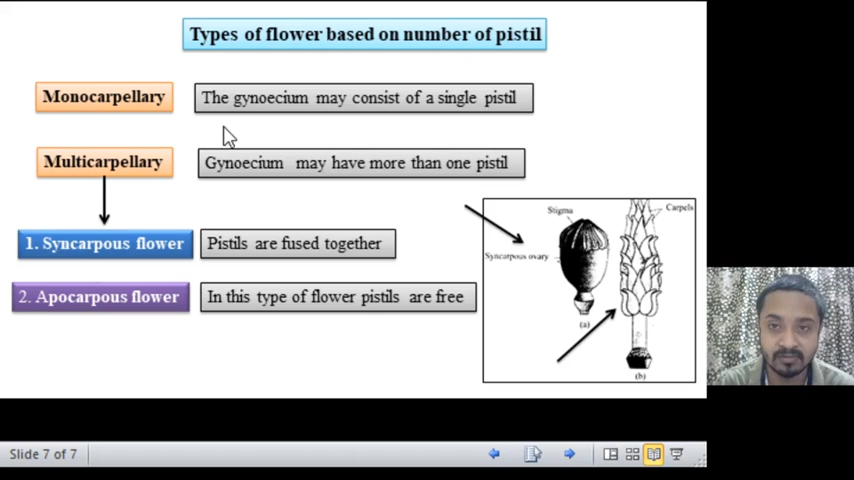 Types of flower based on number of pistil
Monocarpellary
The gynoecium may consist of a single pistil
Multicarpellary
Gynoecium may have more than one pistil
1. Syncarpous flower
Pistils are fused together
2. Apocarpous flower
In this type of flower pistils are free
Stigma
Carpels
Syncarpous ovary
(a)
(b)
Slide 7 of 7